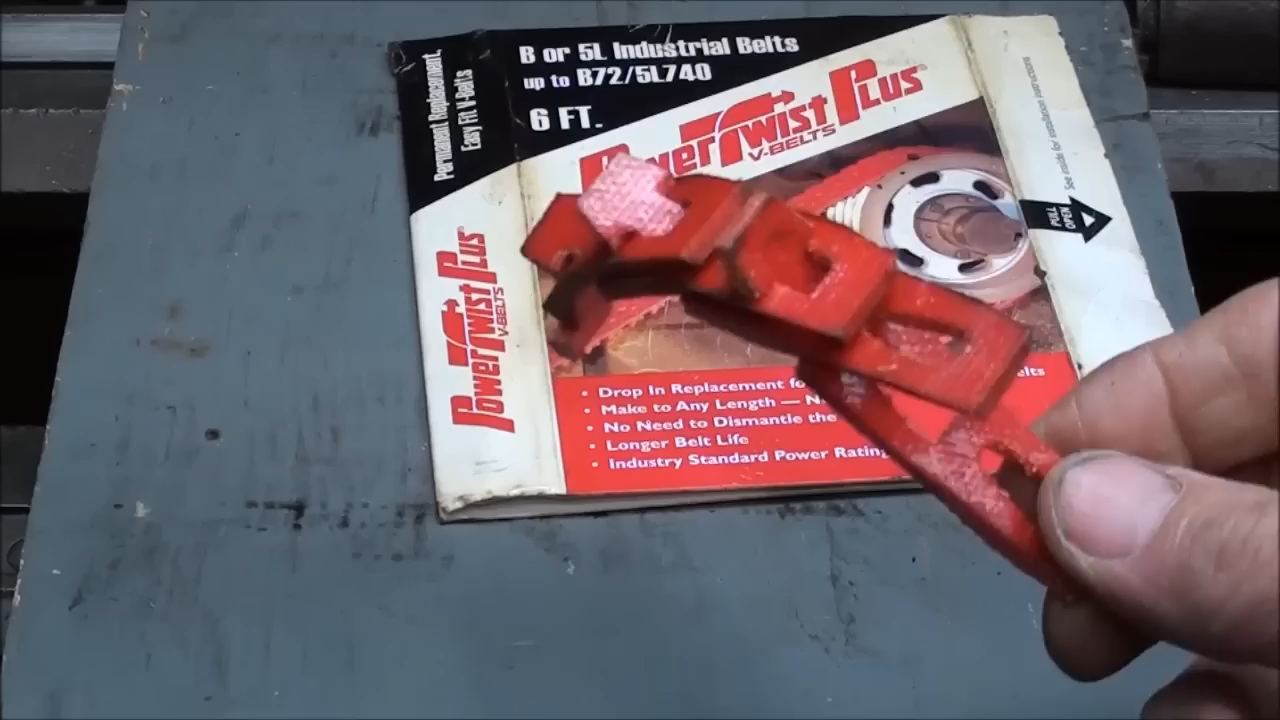 Permanent Replacement,
Easy Fit V-Belts
B or 5L Industrial Belts
up to B72/5L740
6 FT.
PowerTwist Plus®
V-BELTS
PULL
OPEN
See inside for installation instructions
PowerTwist Plus
V-BELTS
• Drop In Replacement
• Make to Any Length —
• No Need to Dismantle the
• Longer Belt Life
• Industry Standard Power